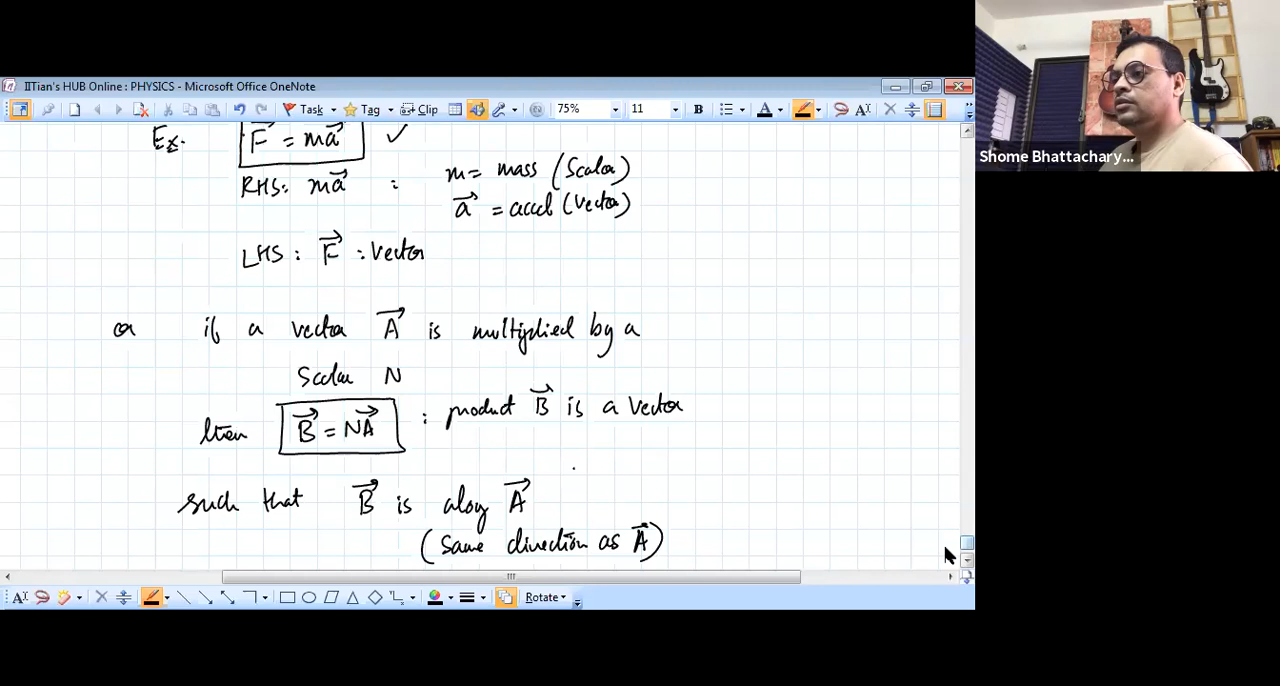 IITian's HUB Online : PHYSICS - Microsoft Office OneNote
Task Tag Clip 75% 11 B A
Shome Bhattachary...
Ex. F⃗ = ma⃗ ✓
RHS: ma⃗ : m = mass (Scalar)
a⃗ = accel (Vector)
LHS : F⃗ : Vector
or if a vector A⃗ is multiplied by a
Scalar N
then B⃗ = NA⃗ : product B⃗ is a vector
such that B⃗ is along A⃗
(Same direction as A⃗)
Rotate